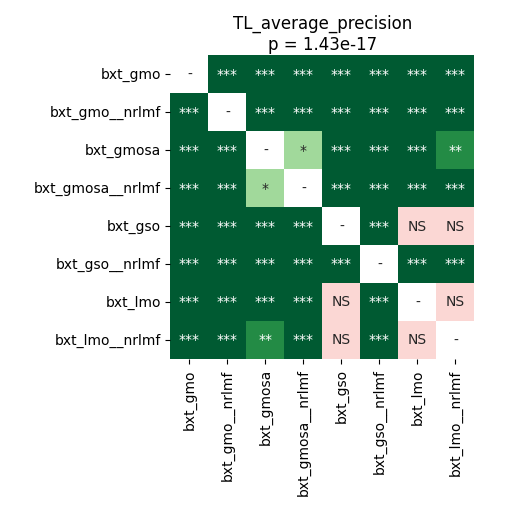 TL_average_precision
p = 1.43e-17
bxt_gmo - *** *** *** *** *** *** ***
bxt_gmo__nrlmf *** - *** *** *** *** *** ***
bxt_gmosa *** *** - * *** *** *** **
bxt_gmosa__nrlmf *** *** * - *** *** *** ***
bxt_gso *** *** *** *** - *** NS NS
bxt_gso__nrlmf *** *** *** *** *** - *** ***
bxt_lmo *** *** *** *** NS *** - NS
bxt_lmo__nrlmf *** *** ** *** NS *** NS -
bxt_gmo
bxt_gmo__nrlmf
bxt_gmosa
bxt_gmosa__nrlmf
bxt_gso
bxt_gso__nrlmf
bxt_lmo
bxt_lmo__nrlmf